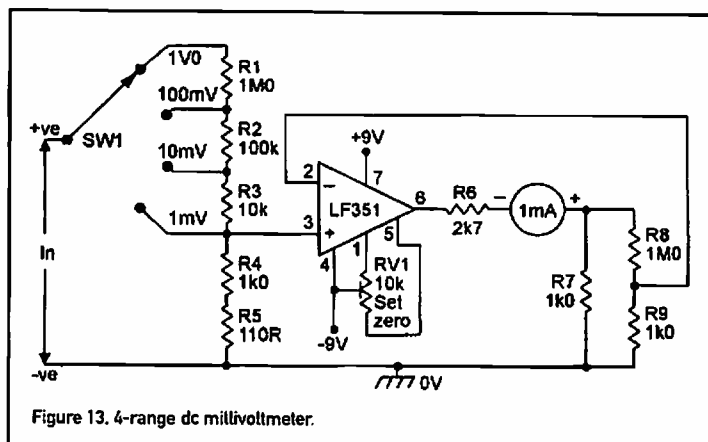 1V0
R1
1M0
100mV
+ve
SW1
R2
100k
10mV
R3
10k
1mV
In
R4
1k0
R5
110R
-ve
+9V
2
7
−
LF351
3
+
6
4
1
5
RV1
10k
Set
zero
-9V
0V
R6
2k7
−
1mA
+
R7
1k0
R8
1M0
R9
1k0
Figure 13. 4-range dc millivoltmeter.